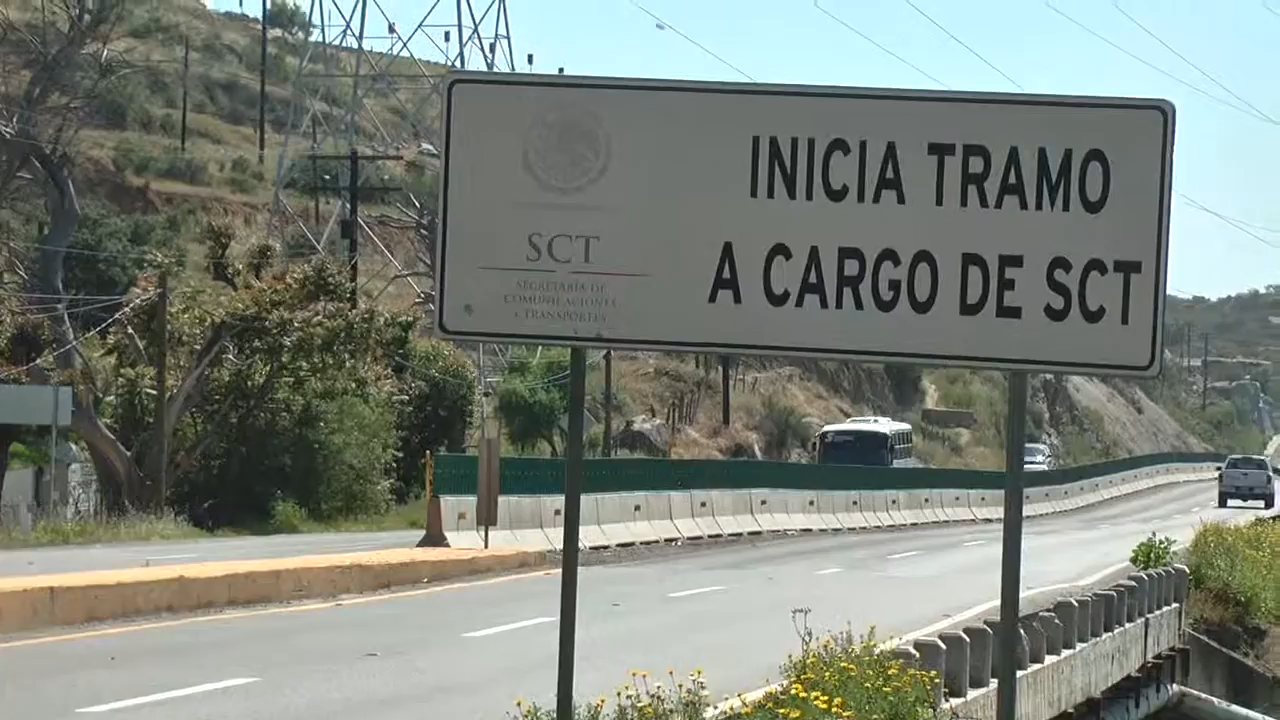 INICIA TRAMO
A CARGO DE SCT
SCT
SECRETARÍA DE
COMUNICACIONES
Y TRANSPORTES